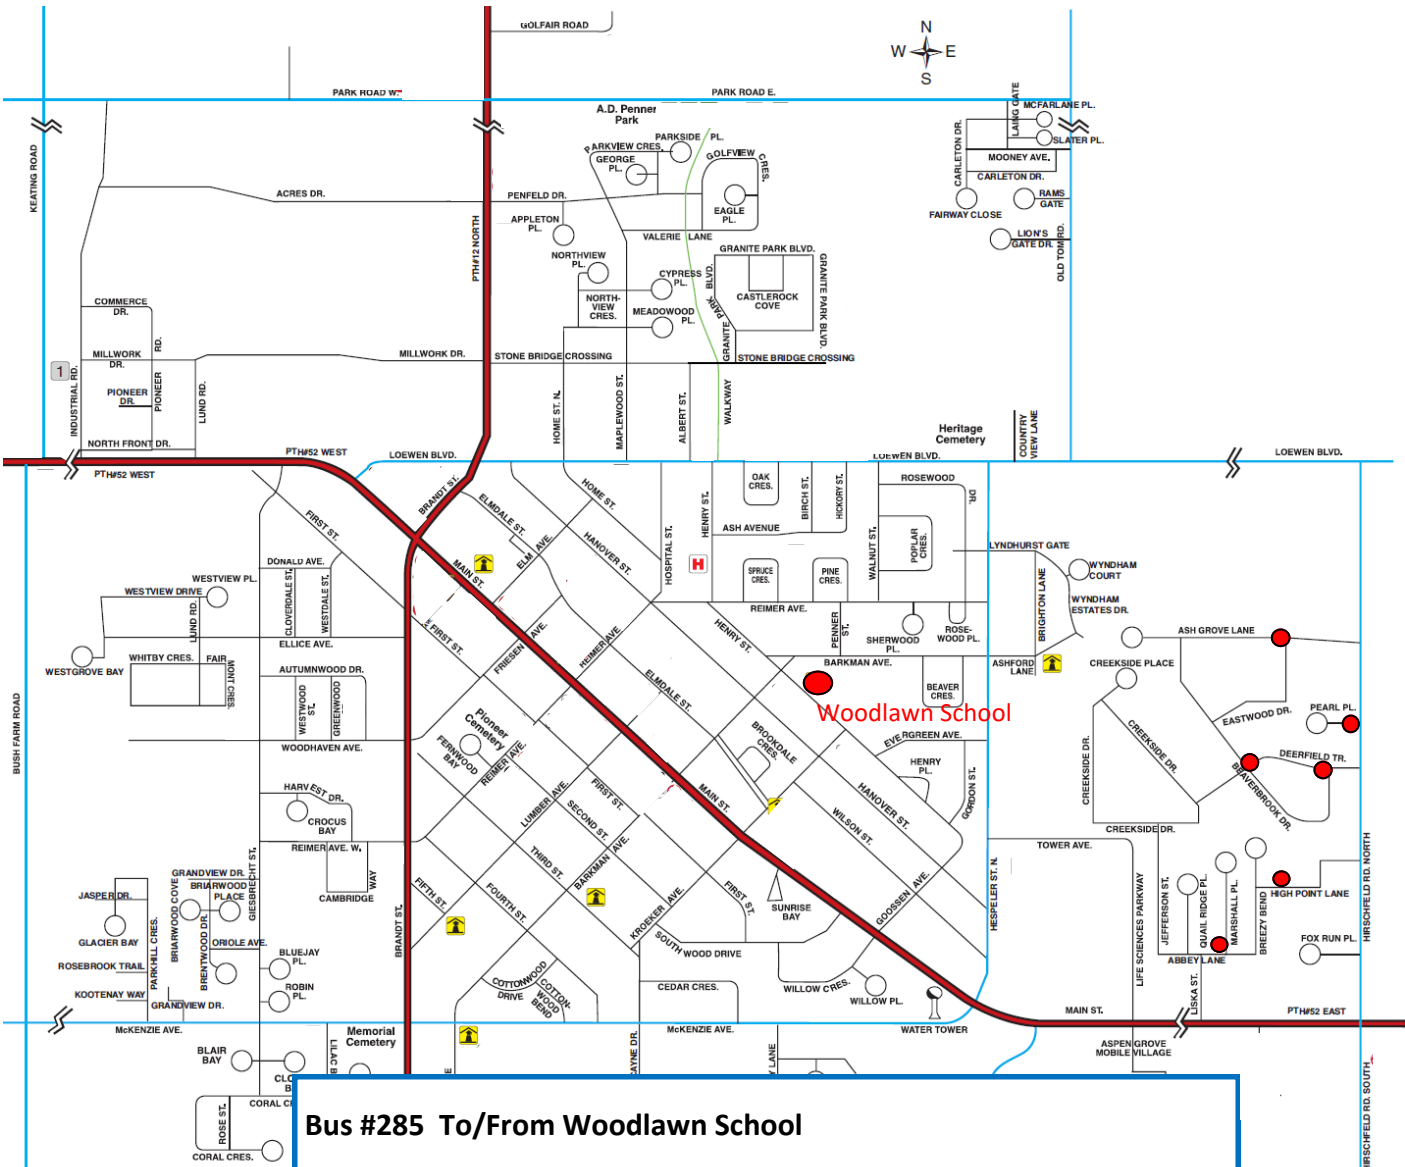 GOLFAIR ROAD
N
W E
S
PARK ROAD W.
PARK ROAD E.
A.D. Penner
Park
LAING GATE
MCFARLANE PL.
SLATER PL.
CARLETON DR.
MOONEY AVE.
CARLETON DR.
RAMS
GATE
FAIRWAY CLOSE
LION'S
GATE DR.
OLD TOM RD.
KEATING ROAD
PARKSIDE PL.
PARKVIEW CRES.
GEORGE
PL.
GOLFVIEW CRES.
EAGLE
PL.
ACRES DR.
PENFELD DR.
APPLETON
PL.
PTH#12 NORTH
VALERIE LANE
GRANITE PARK BLVD.
NORTHVIEW
PL.
CYPRESS
PL.
NORTH-
VIEW
CRES.
MEADOWOOD
PL.
CASTLEROCK
COVE
GRANITE PARK BLVD.
GRANITE PARK BLVD.
COMMERCE
DR.
MILLWORK
DR.
MILLWORK DR.
STONE BRIDGE CROSSING
STONE BRIDGE CROSSING
1
PIONEER
DR.
PIONEER RD.
LUND RD.
INDUSTRIAL RD.
NORTH FRONT DR.
HOME ST. N.
MAPLEWOOD ST.
ALBERT ST.
WALKWAY
Heritage
Cemetery
COUNTRY
VIEW LANE
PTH#52 WEST
PTH#52 WEST
LOEWEN BLVD.
LOEWEN BLVD.
LOEWEN BLVD.
BRANDT ST.
ELMDALE ST.
HOME ST.
HANOVER ST.
ELM AVE.
FIRST ST.
MAIN ST.
HOSPITAL ST.
HENRY ST.
OAK
CRES.
BIRCH ST.
HICKORY ST.
ASH AVENUE
ROSEWOOD DR.
WALNUT ST.
POPLAR
CRES.
H
SPRUCE
CRES.
PINE
CRES.
LYNDHURST GATE
WYNDHAM
COURT
WYNDHAM
ESTATES DR.
BRIGHTON LANE
DONALD AVE.
CLOVERDALE ST.
WESTDALE ST.
WESTVIEW PL.
WESTVIEW DRIVE
LUND RD.
ELLICE AVE.
WESTGROVE BAY
WHITBY CRES.
FAIR
MONT CRES.
AUTUMNWOOD DR.
WESTWOOD
ST.
GREENWOOD
WOODHAVEN AVE.
FIRST ST.
FRIESEN AVE.
REIMER AVE.
REIMER AVE.
HENRY ST.
PENNER
ST.
SHERWOOD
PL.
ROSE-
WOOD PL.
BARKMAN AVE.
ASHFORD
LANE
BEAVER
CRES.
ASH GROVE LANE
CREEKSIDE PLACE
EASTWOOD DR.
PEARL PL.
DEERFIELD TR.
BEAVERBROOK DR.
CREEKSIDE DR.
CREEKSIDE DR.
CREEKSIDE DR.
Woodlawn School
ELMDALE ST.
BROOKDALE
CRES.
EVERGREEN AVE.
HENRY
PL.
GORDON ST.
HANOVER ST.
WILSON ST.
MAIN ST.
BUSH FARM ROAD
Pioneer
Cemetery
FERNWOOD
BAY
REIMER AVE.
LUMBER AVE.
FIRST ST.
SECOND ST.
THIRD ST.
BARKMAN AVE.
HARVEST DR.
CROCUS
BAY
REIMER AVE. W.
CAMBRIDGE
WAY
GIESBRECHT ST.
BRANDT ST.
FIFTH ST.
FOURTH ST.
KROEKER AVE.
FIRST ST.
SUNRISE
BAY
GOOSSEN AVE.
HESPELER ST. N.
TOWER AVE.
LIFE SCIENCES PARKWAY
JEFFERSON ST.
QUAIL RIDGE PL.
MARSHALL PL.
BREEZY BEND
HIGH POINT LANE
HIRSCHFELD RD. NORTH
FOX RUN PL.
ABBEY LANE
LISKA ST.
GRANDVIEW DR.
BRIARWOOD
PLACE
JASPER DR.
GLACIER BAY
PARKHILL CRES.
BRIARWOOD COVE
BRENTWOOD DR.
ORIOLE AVE.
BLUEJAY
PL.
ROSEBROOK TRAIL
KOOTENAY WAY
GRANDVIEW DR.
ROBIN
PL.
SOUTHWOOD DRIVE
COTTONWOOD
DRIVE
COTTON-
WOOD
BEND
CEDAR CRES.
WILLOW CRES.
WILLOW PL.
WATER TOWER
MAIN ST.
PTH#52 EAST
McKENZIE AVE.
McKENZIE AVE.
Memorial
Cemetery
ASPEN GROVE
MOBILE VILLAGE
BLAIR
BAY
LILAC B
CLO
B
AYNE DR.
Y LANE
E
CORAL C
ROSE ST.
CORAL CRES.
HIRSCHFELD RD. SOUTH
Bus #285 To/From Woodlawn School